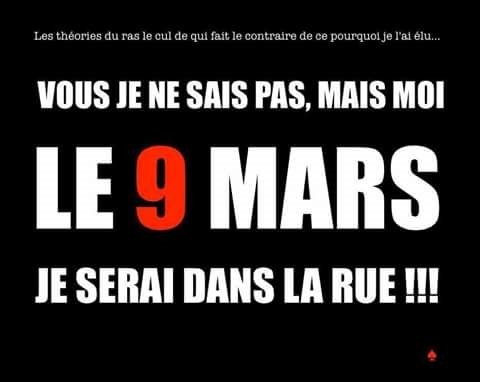 Les théories du ras le cul de qui fait le contraire de ce pourquoi je l'ai élu...
VOUS JE NE SAIS PAS, MAIS MOI
LE 9 MARS
JE SERAI DANS LA RUE !!!